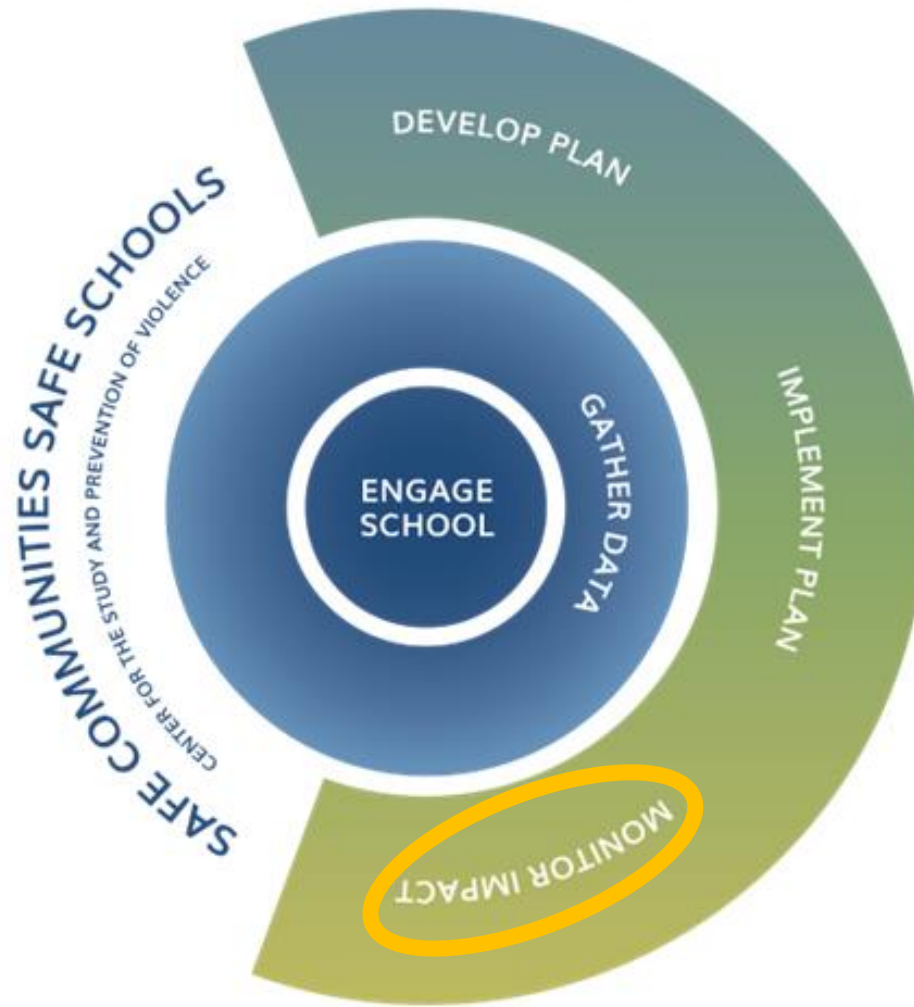 DEVELOP PLAN
IMPLEMENT PLAN
MONITOR IMPACT
GATHER DATA
ENGAGE
SCHOOL
SAFE COMMUNITIES SAFE SCHOOLS
CENTER FOR THE STUDY AND PREVENTION OF VIOLENCE